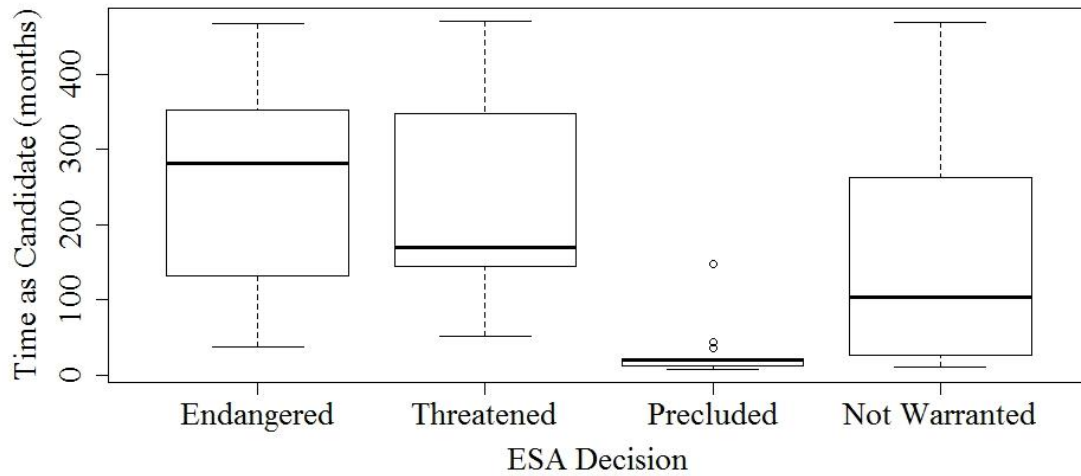 Time as Candidate (months)
400
300
200
100
0
Endangered Threatened Precluded Not Warranted
ESA Decision